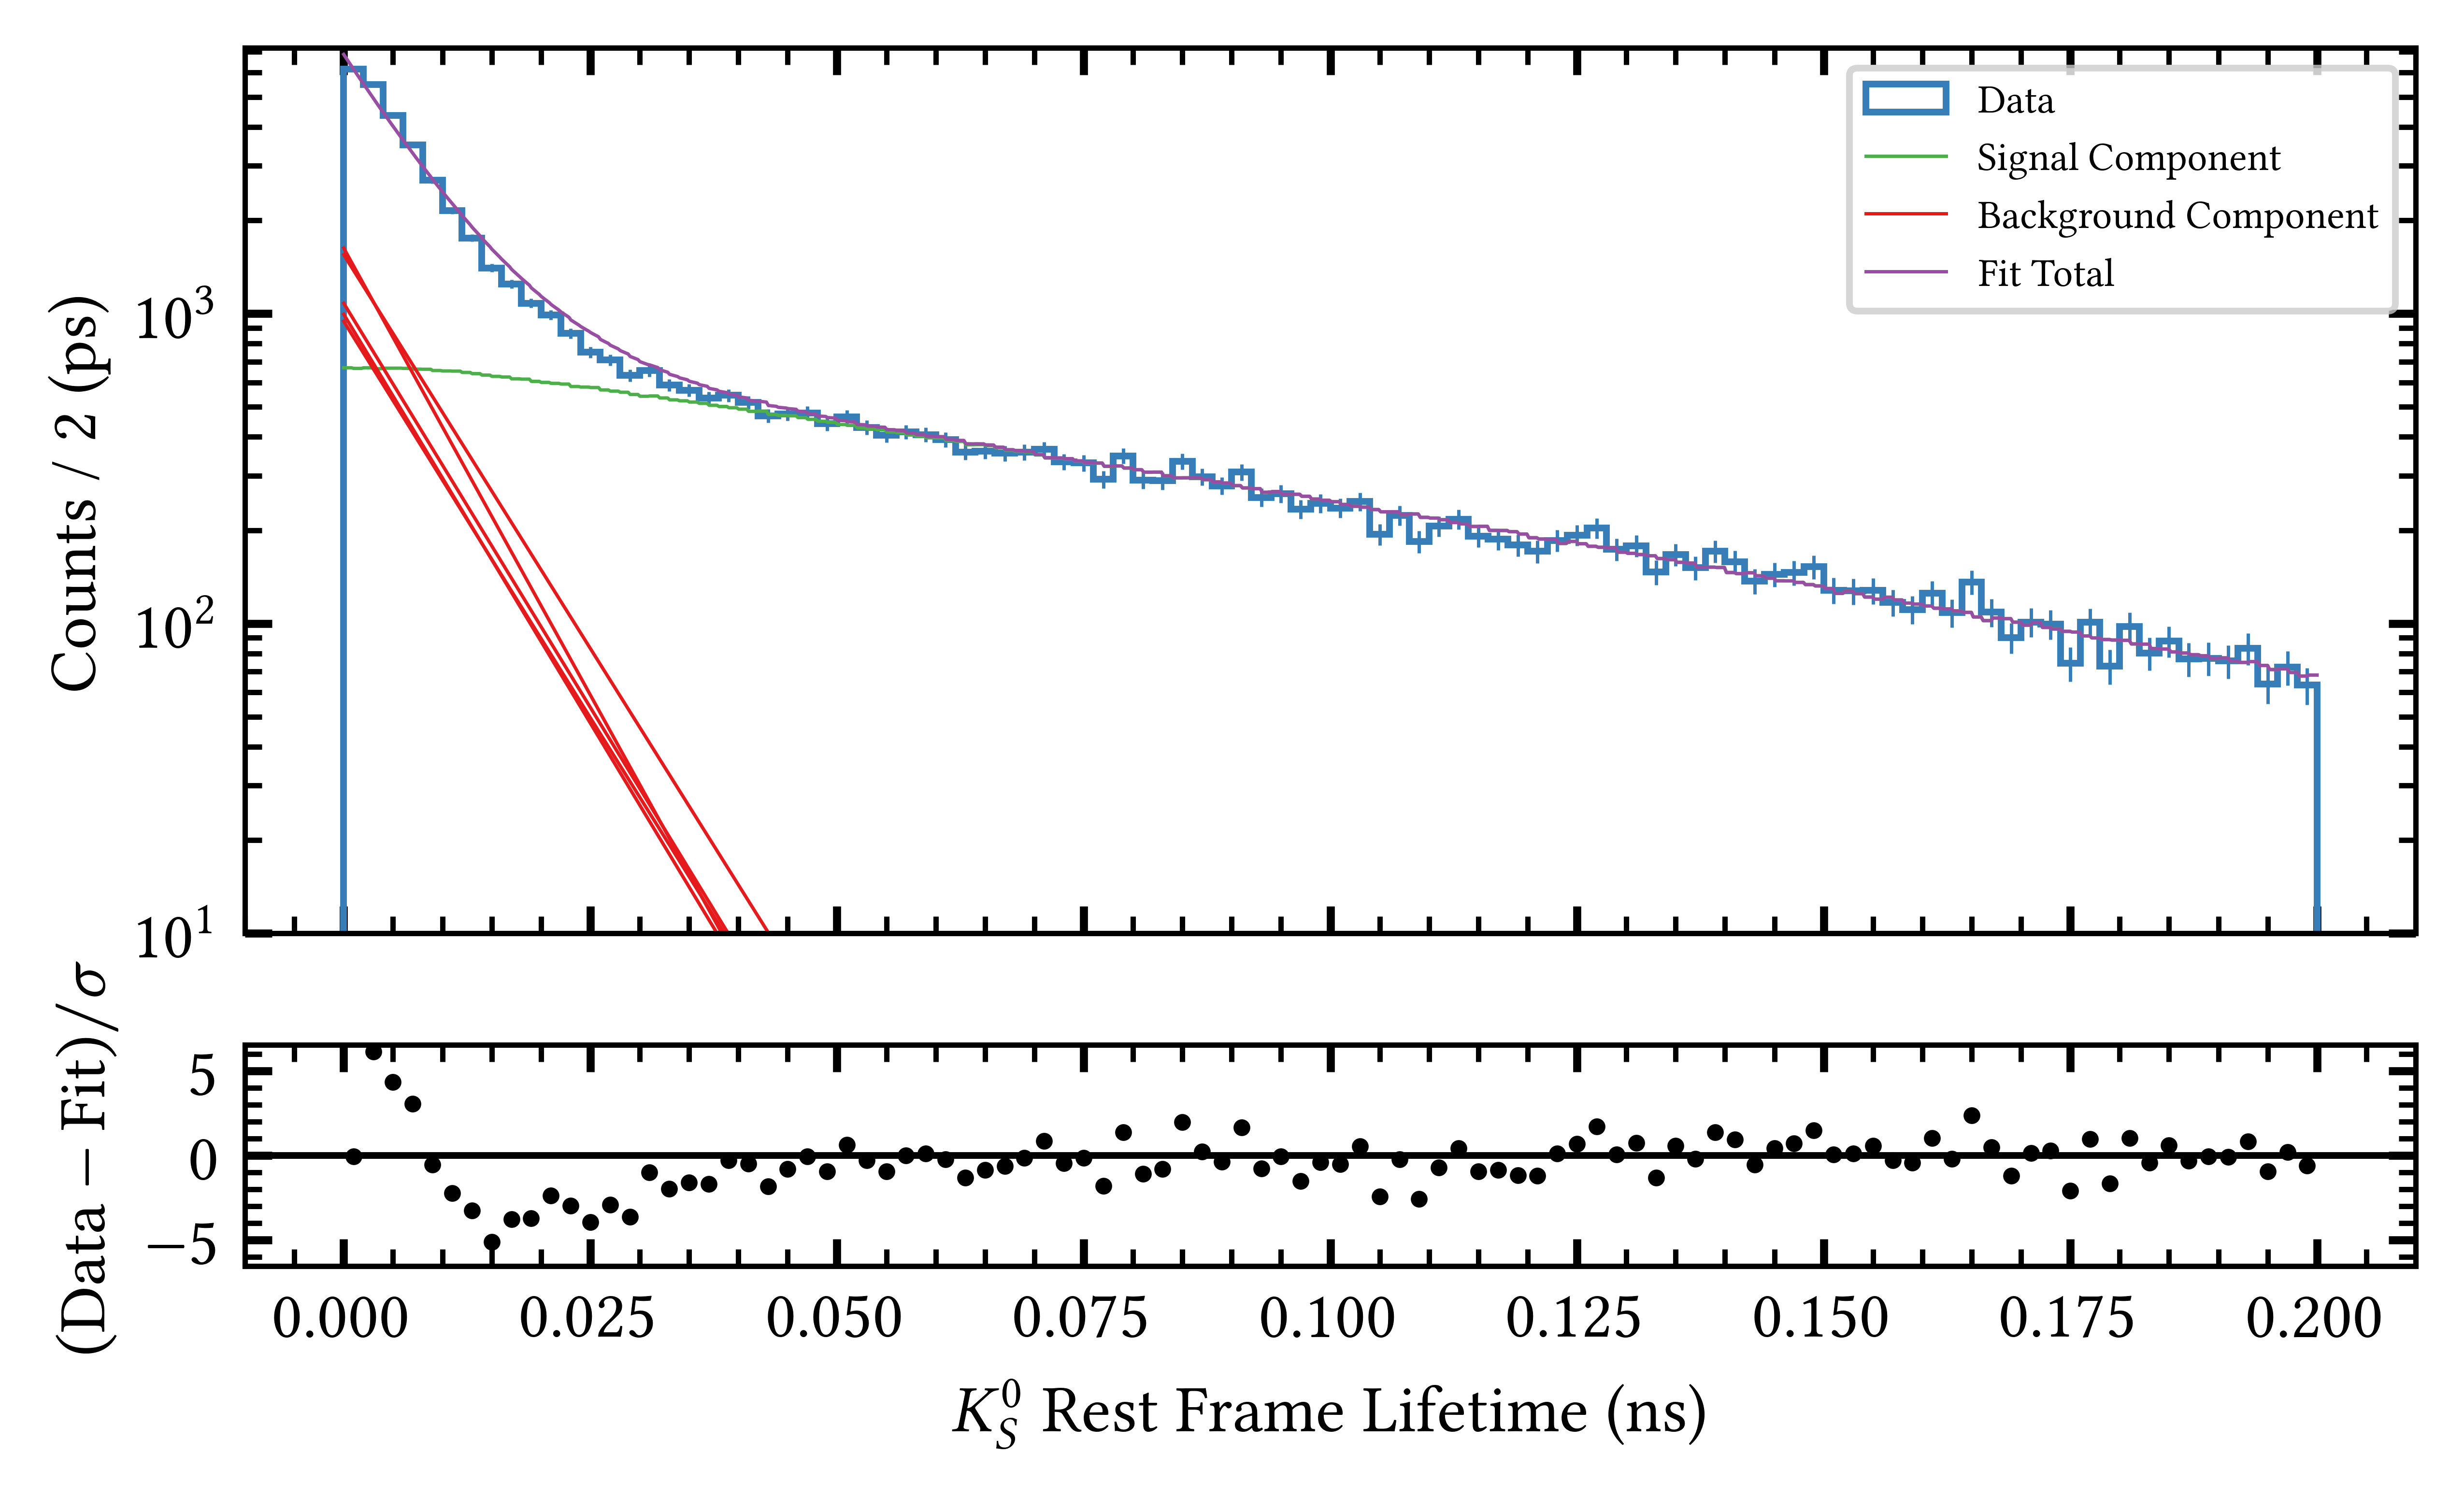 Counts / 2 (ps)
10³
10²
10¹
Data
Signal Component
Background Component
Fit Total
(Data − Fit)/σ
5
0
−5
0.000 0.025 0.050 0.075 0.100 0.125 0.150 0.175 0.200
K⁰_S Rest Frame Lifetime (ns)